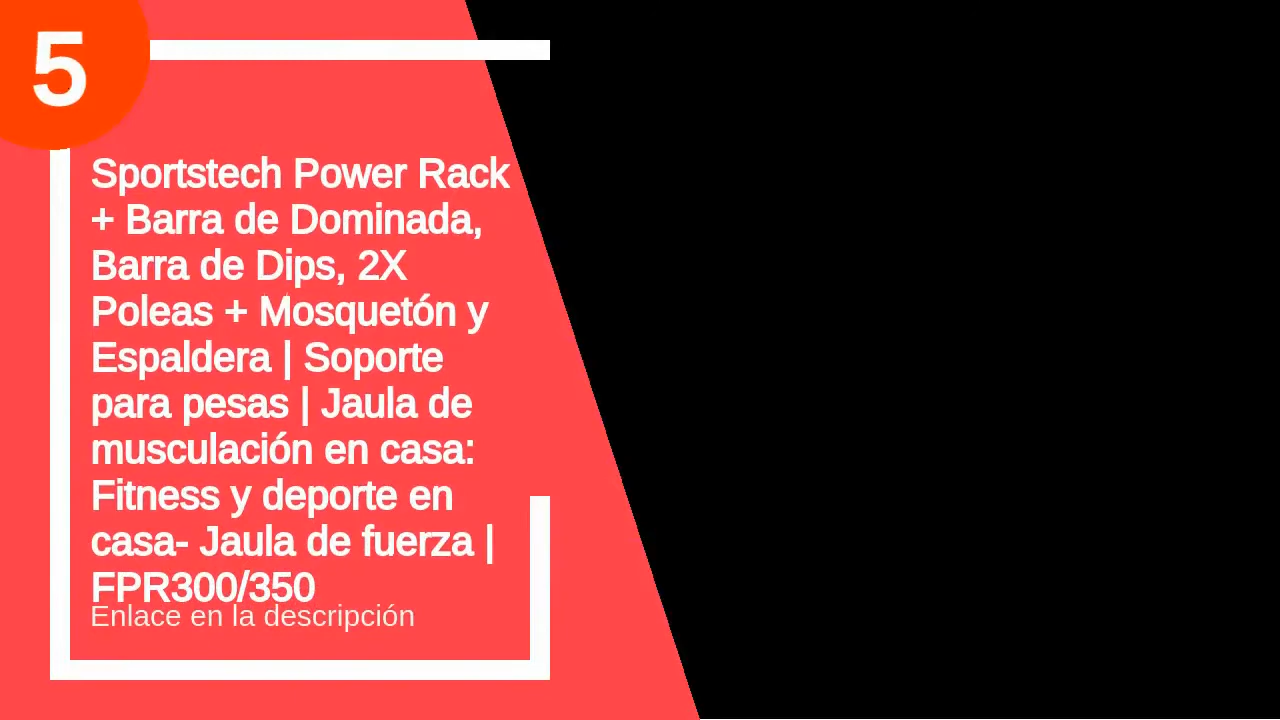 5
Sportstech Power Rack
+ Barra de Dominada,
Barra de Dips, 2X
Poleas + Mosquetón y
Espaldera | Soporte
para pesas | Jaula de
musculación en casa:
Fitness y deporte en
casa- Jaula de fuerza |
FPR300/350
Enlace en la descripción